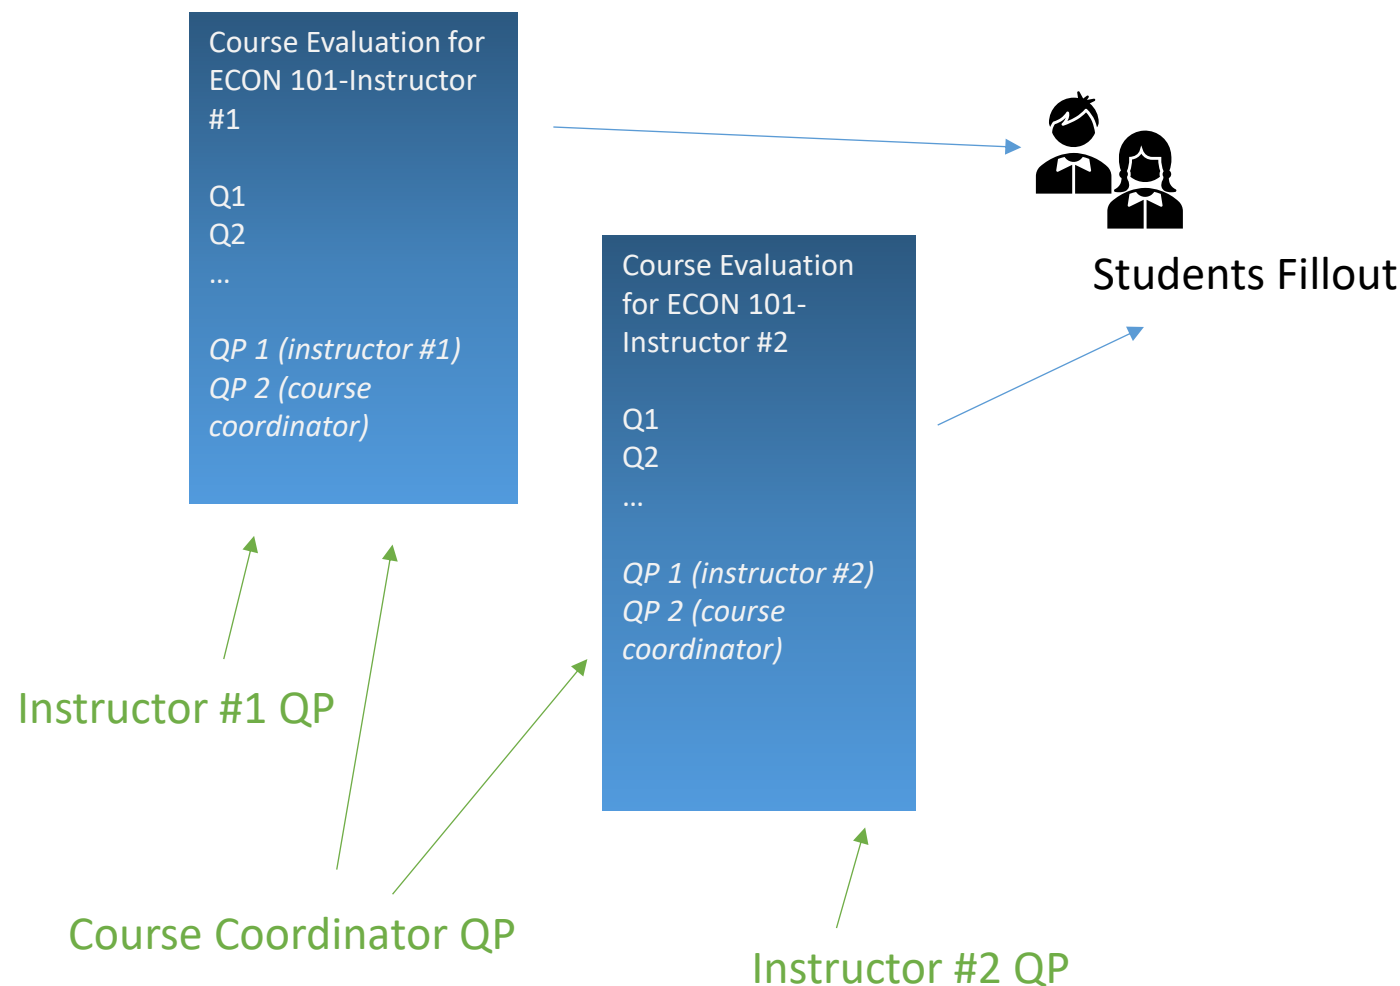 Course Evaluation for
ECON 101-Instructor
#1
Q1
Q2
...
QP 1 (instructor #1)
QP 2 (course
coordinator)
Students Fillout
Course Evaluation
for ECON 101-
Instructor #2
Q1
Q2
...
QP 1 (instructor #2)
QP 2 (course
coordinator)
Instructor #1 QP
Course Coordinator QP
Instructor #2 QP